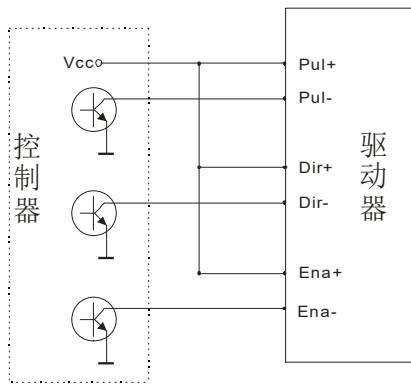 Vcc
Pul+
Pul-
控制器
驱动器
Dir+
Dir-
Ena+
Ena-